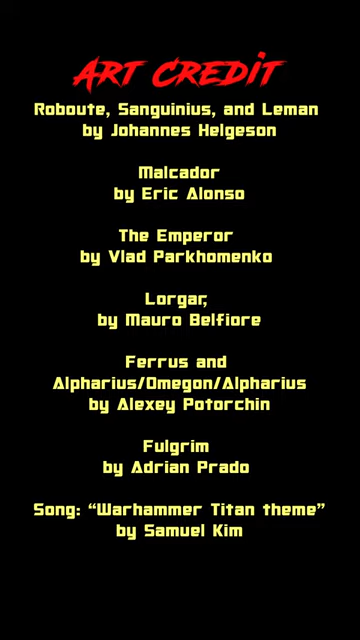 Art Credit
Roboute, Sanguinius, and Leman
by Johannes Helgeson
Malcador
by Eric Alonso
The Emperor
by Vlad Parkhomenko
Lorgar,
by Mauro Belfiore
Ferrus and
Alpharius/Omegon/Alpharius
by Alexey Potorchin
Fulgrim
by Adrian Prado
Song: “Warhammer Titan theme”
by Samuel Kim